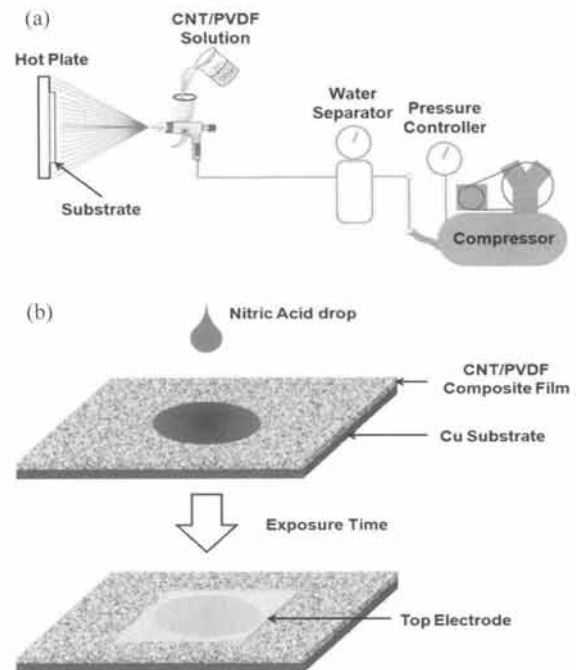 (a)
CNT/PVDF
Solution
Hot Plate
Water
Separator
Pressure
Controller
Substrate
Compressor
(b)
Nitric Acid drop
CNT/PVDF
Composite Film
Cu Substrate
Exposure Time
Top Electrode